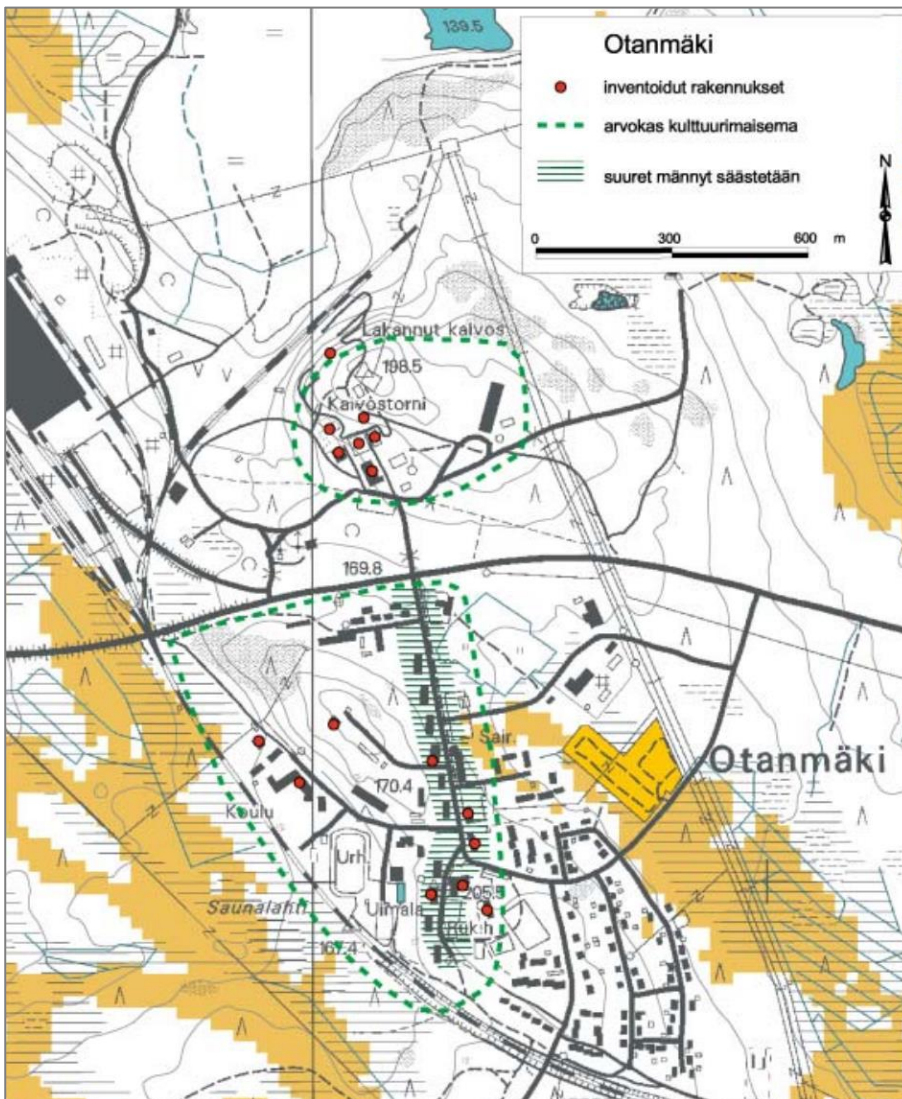 139.5
Otanmäki
inventoidut rakennukset
arvokas kulttuurimaisema
suuret männyt säästetään
N
0 300 600 m
Lakannut kaivos
198.5
Kaivostorni
169.8
Sair.
Otanmäki
170.4
Koulu
Urh.
Uimala
205.5
Saunalahti
Ruk.h
167.4